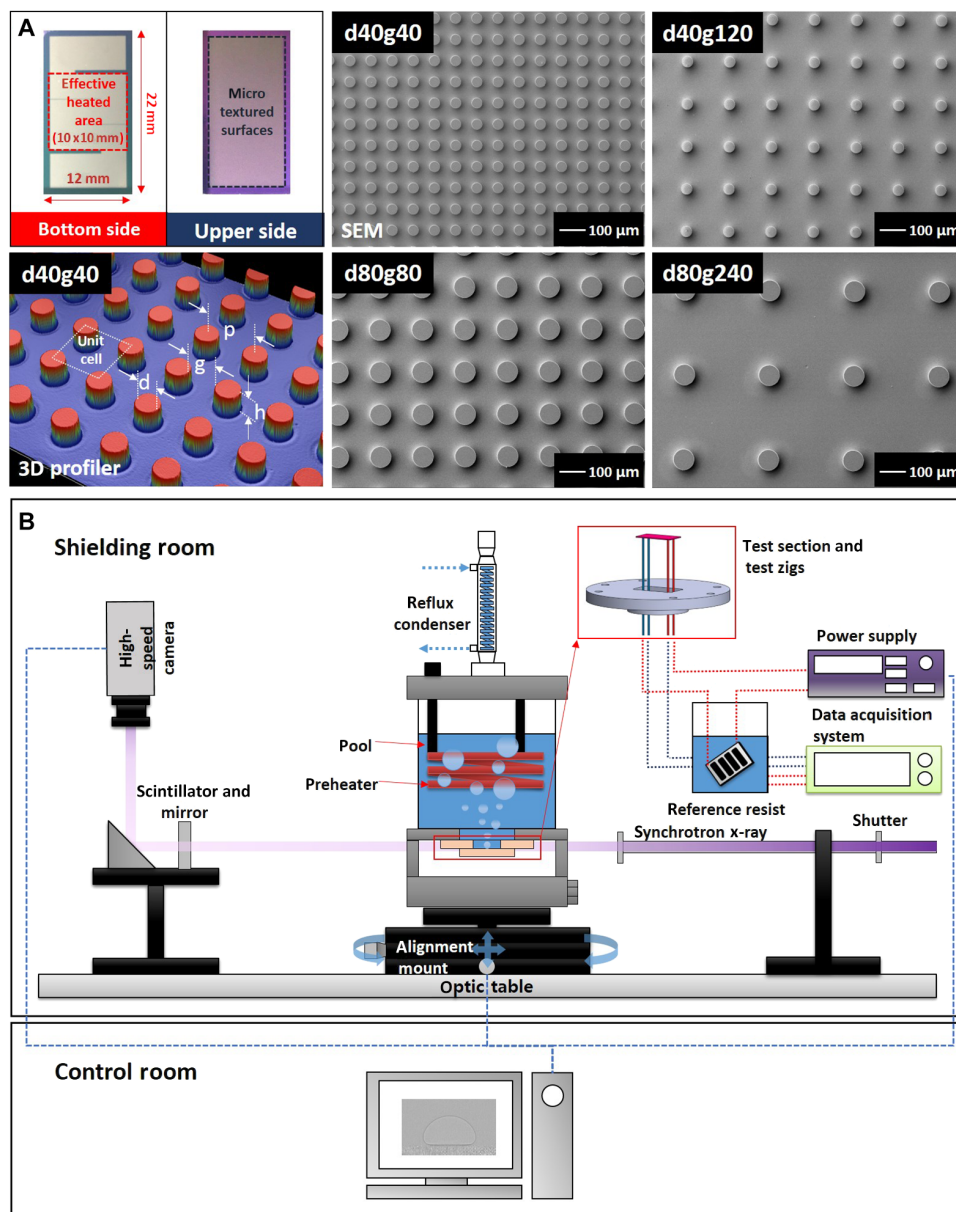 A
Effective
heated
area
(10 x10 mm)
22 mm
12 mm
Bottom side
Micro
textured
surfaces
Upper side
d40g40
SEM
100 µm
d40g120
100 µm
d40g40
Unit
cell
p
g
d
h
3D profiler
d80g80
100 µm
d80g240
100 µm
B
Shielding room
High-
speed
camera
Reflux
condenser
Test section and
test zigs
Power supply
Data acquisition
system
Pool
Preheater
Scintillator and
mirror
Reference resist
Synchrotron x-ray
Shutter
Alignment
mount
Optic table
Control room